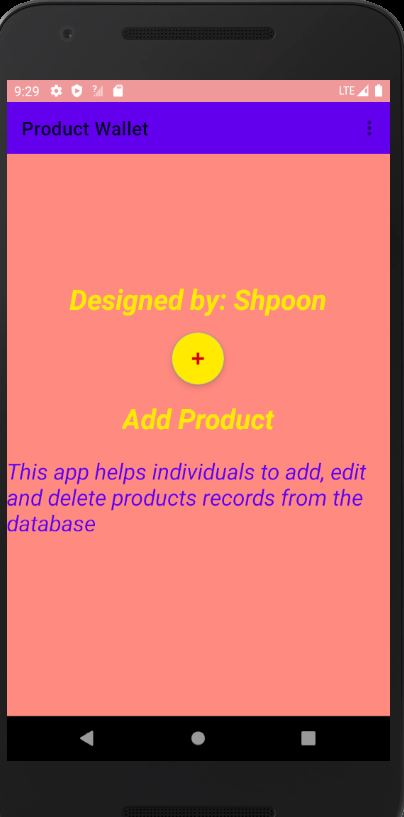 9:29 LTE
Product Wallet
Designed by: Shpoon
+
Add Product
This app helps individuals to add, edit
and delete products records from the
database